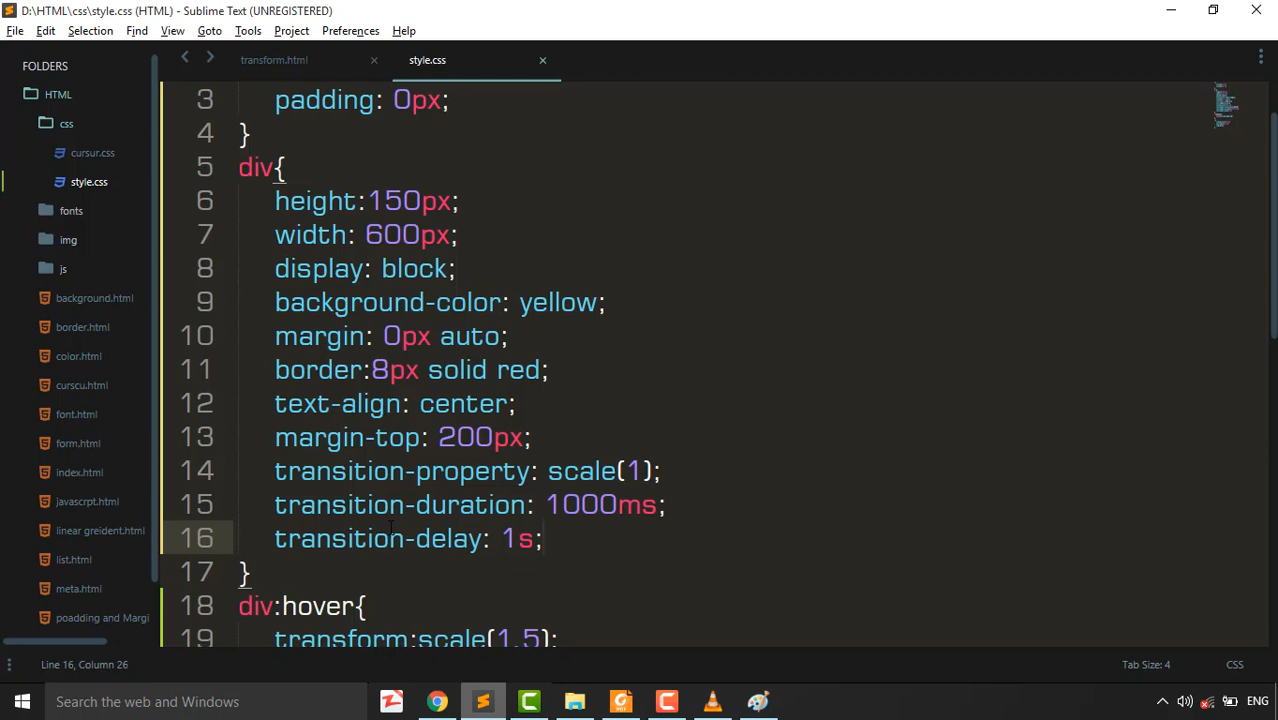 D:\HTML\css\style.css (HTML) - Sublime Text (UNREGISTERED)
File Edit Selection Find View Goto Tools Project Preferences Help
FOLDERS
HTML
css
cursur.css
style.css
fonts
img
js
background.html
border.html
color.html
curscu.html
font.html
form.html
index.html
javascrpt.html
linear greident.html
list.html
meta.html
poadding and Margi
transform.html
style.css
3 padding: 0px;
4 }
5 div{
6 height:150px;
7 width: 600px;
8 display: block;
9 background-color: yellow;
10 margin: 0px auto;
11 border:8px solid red;
12 text-align: center;
13 margin-top: 200px;
14 transition-property: scale(1);
15 transition-duration: 1000ms;
16 transition-delay: 1s;
17 }
18 div:hover{
19 transform:scale(1.5);
Line 16, Column 26
Tab Size: 4
CSS
Search the web and Windows
ENG